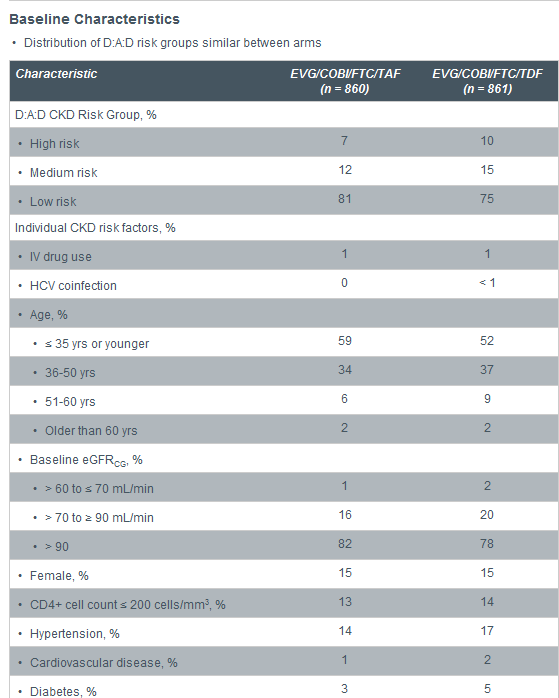 Baseline Characteristics
• Distribution of D:A:D risk groups similar between arms
Characteristic EVG/COBI/FTC/TAF EVG/COBI/FTC/TDF
(n = 860) (n = 861)
D:A:D CKD Risk Group, %
• High risk 7 10
• Medium risk 12 15
• Low risk 81 75
Individual CKD risk factors, %
• IV drug use 1 1
• HCV coinfection 0 < 1
• Age, %
• ≤ 35 yrs or younger 59 52
• 36-50 yrs 34 37
• 51-60 yrs 6 9
• Older than 60 yrs 2 2
• Baseline eGFRCG, %
• > 60 to ≤ 70 mL/min 1 2
• > 70 to ≥ 90 mL/min 16 20
• > 90 82 78
• Female, % 15 15
• CD4+ cell count ≤ 200 cells/mm³, % 13 14
• Hypertension, % 14 17
• Cardiovascular disease, % 1 2
• Diabetes, % 3 5